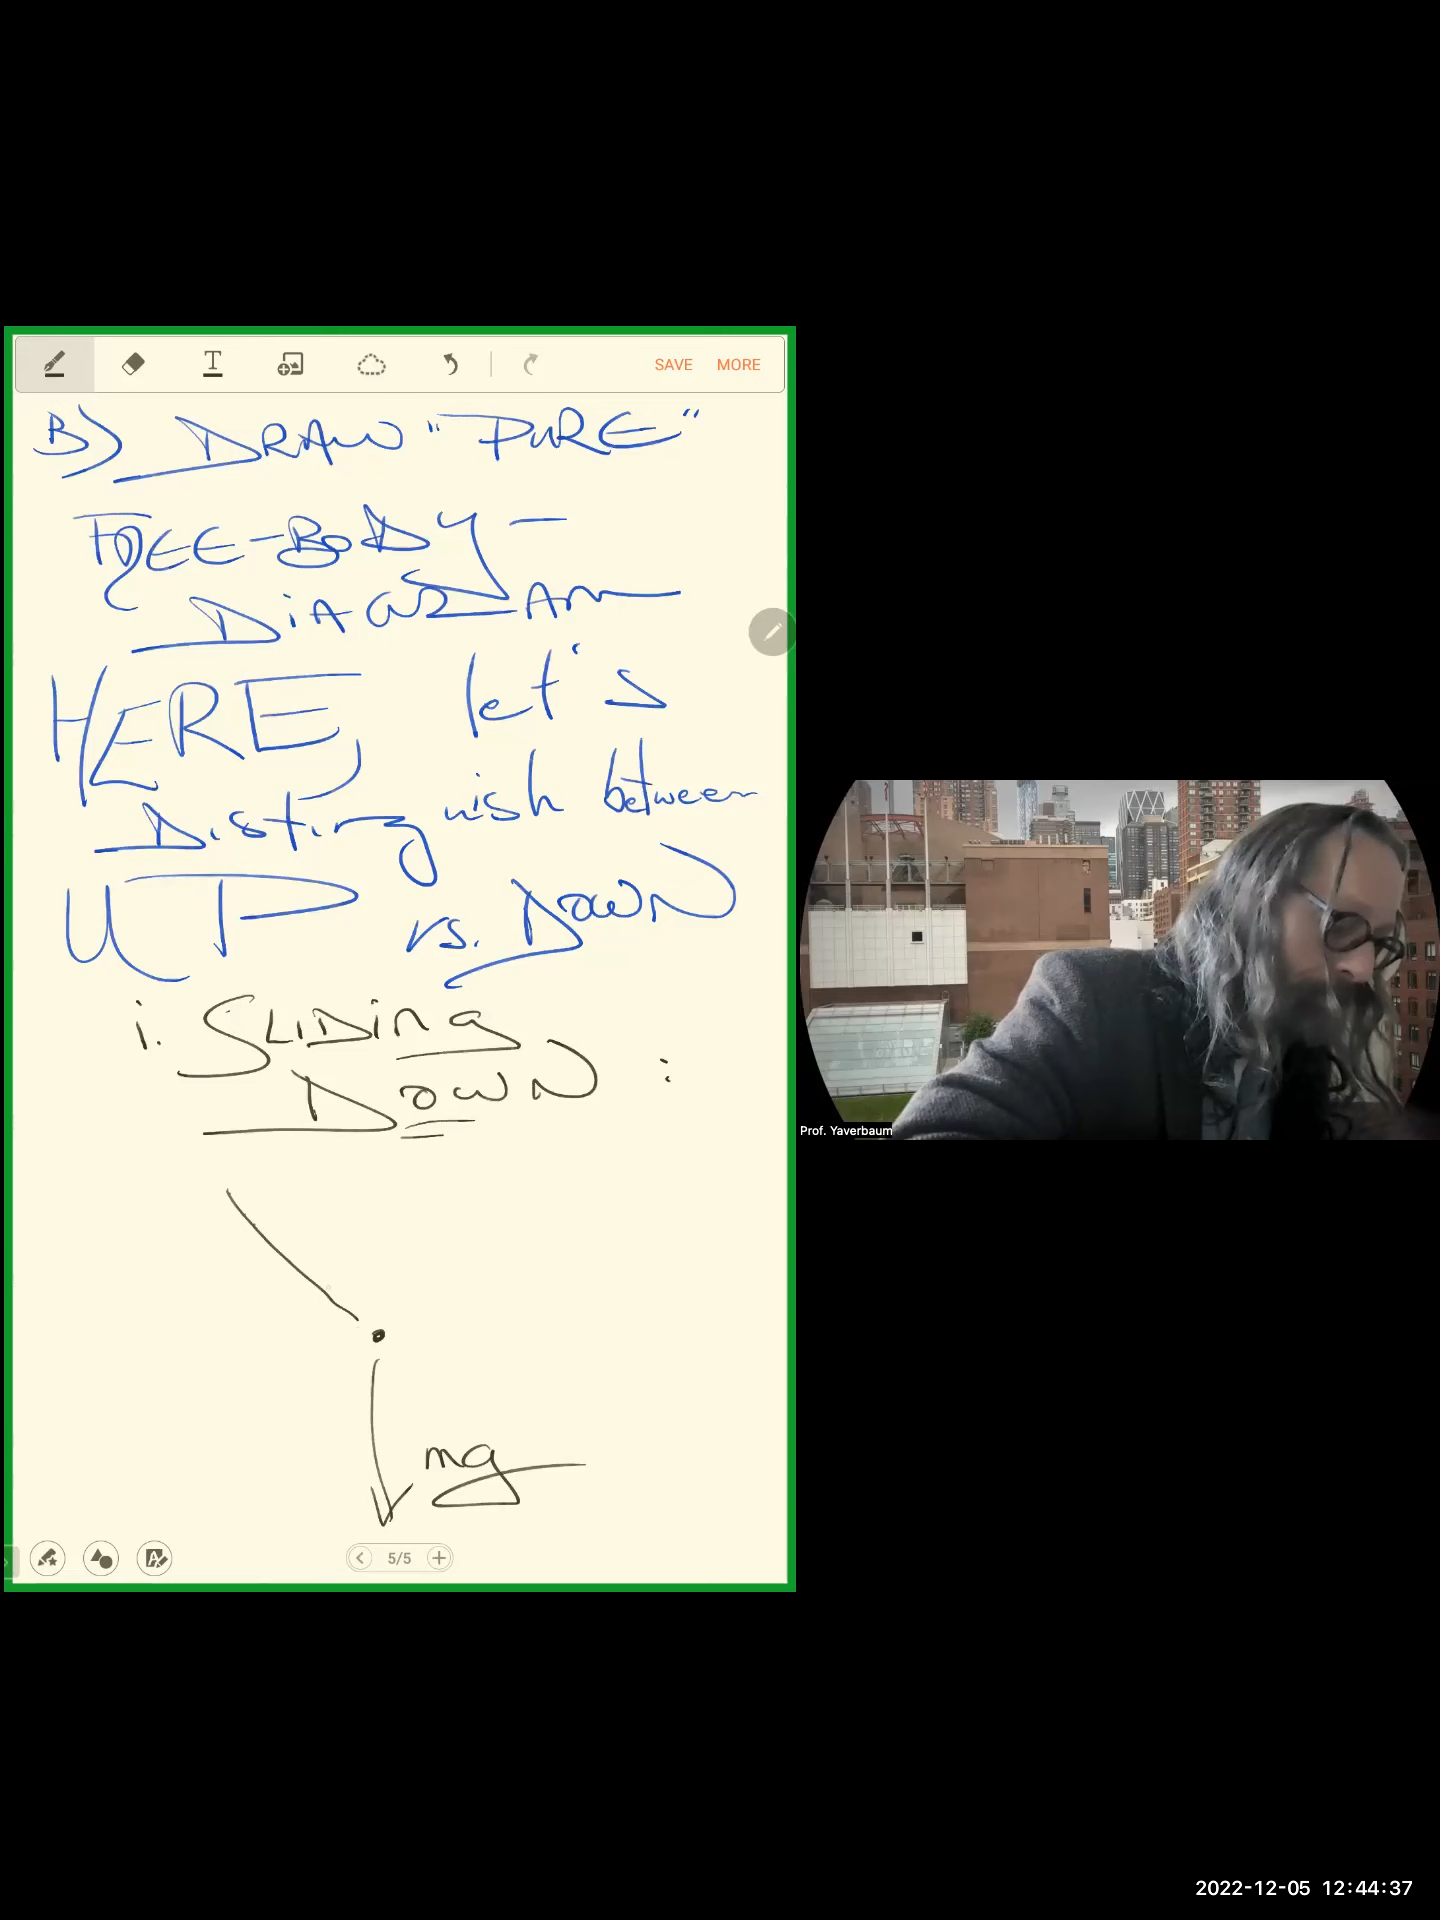 SAVE MORE
B) DRAW "PURE"
FREE-BODY-
DIAGRAM
HERE, let's
Distinguish between
UP vs. DOWN
i. SLIDING
DOWN :
mg
5/5
Prof. Yaverbaum
2022-12-05 12:44:37